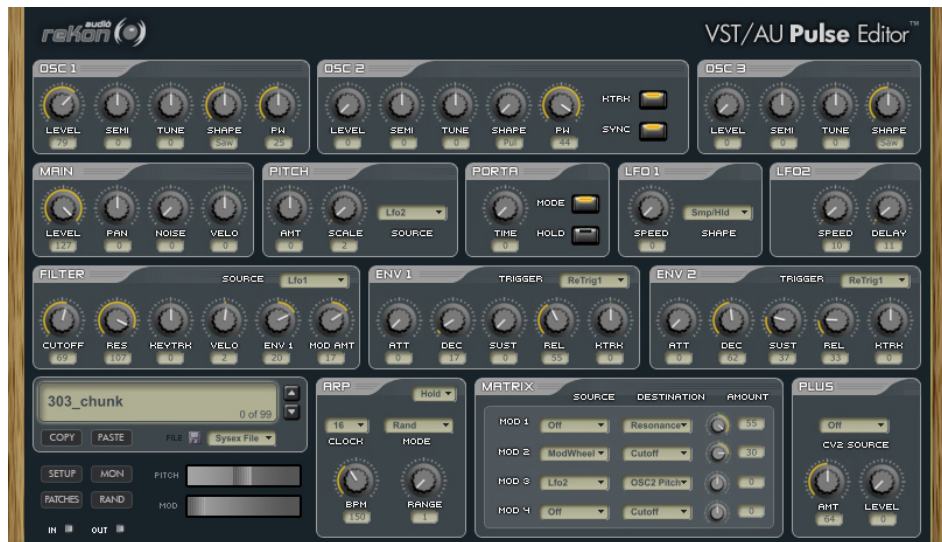 audio
rekon
VST/AU Pulse Editor™
OSC 1
LEVEL SEMI TUNE SHAPE PW
79 0 0 Saw 25
OSC 2
LEVEL SEMI TUNE SHAPE PW
0 0 0 Pul 44
KTRK
SYNC
OSC 3
LEVEL SEMI TUNE SHAPE
0 0 0 Saw
MAIN
LEVEL PAN NOISE VELO
127 0 0 0
PITCH
Lfo2
AMT SCALE SOURCE
0 2
PORTA
MODE
TIME HOLD
0
LFO 1
Smp/Hld
SPEED SHAPE
0
LFO2
SPEED DELAY
10 11
FILTER
SOURCE Lfo1
CUTOFF RES KEYTRK VELO ENV 1 MOD AMT
69 107 0 2 20 17
ENV 1
TRIGGER ReTrig1
ATT DEC SUST REL KTRK
0 17 0 55 0
ENV 2
TRIGGER ReTrig1
ATT DEC SUST REL KTRK
0 62 37 33 0
303_chunk
0 of 99
COPY PASTE FILE Sysex File
SETUP MON PITCH
PATCHES RAND MOD
IN OUT
ARP
Hold
16 Rand
CLOCK MODE
BPM RANGE
150 1
MATRIX
SOURCE DESTINATION AMOUNT
MOD 1 Off Resonance 55
MOD 2 ModWheel Cutoff 30
MOD 3 Lfo2 OSC2 Pitch 0
MOD 4 Off Cutoff 0
PLUS
Off
CV2 SOURCE
AMT LEVEL
64 0